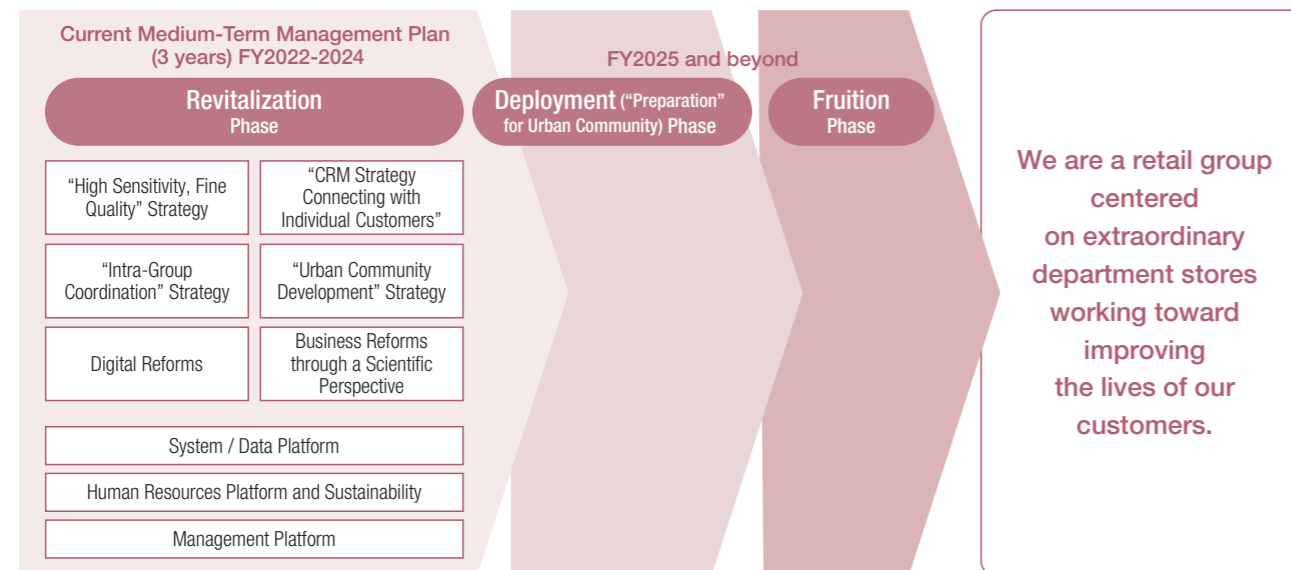 Current Medium-Term Management Plan
(3 years) FY2022-2024
Revitalization
Phase
“High Sensitivity, Fine
Quality” Strategy
“CRM Strategy
Connecting with
Individual Customers”
“Intra-Group
Coordination” Strategy
“Urban Community
Development” Strategy
Digital Reforms
Business Reforms
through a Scientific
Perspective
System / Data Platform
Human Resources Platform and Sustainability
Management Platform
FY2025 and beyond
Deployment (“Preparation”
for Urban Community) Phase
Fruition
Phase
We are a retail group
centered
on extraordinary
department stores
working toward
improving
the lives of our
customers.